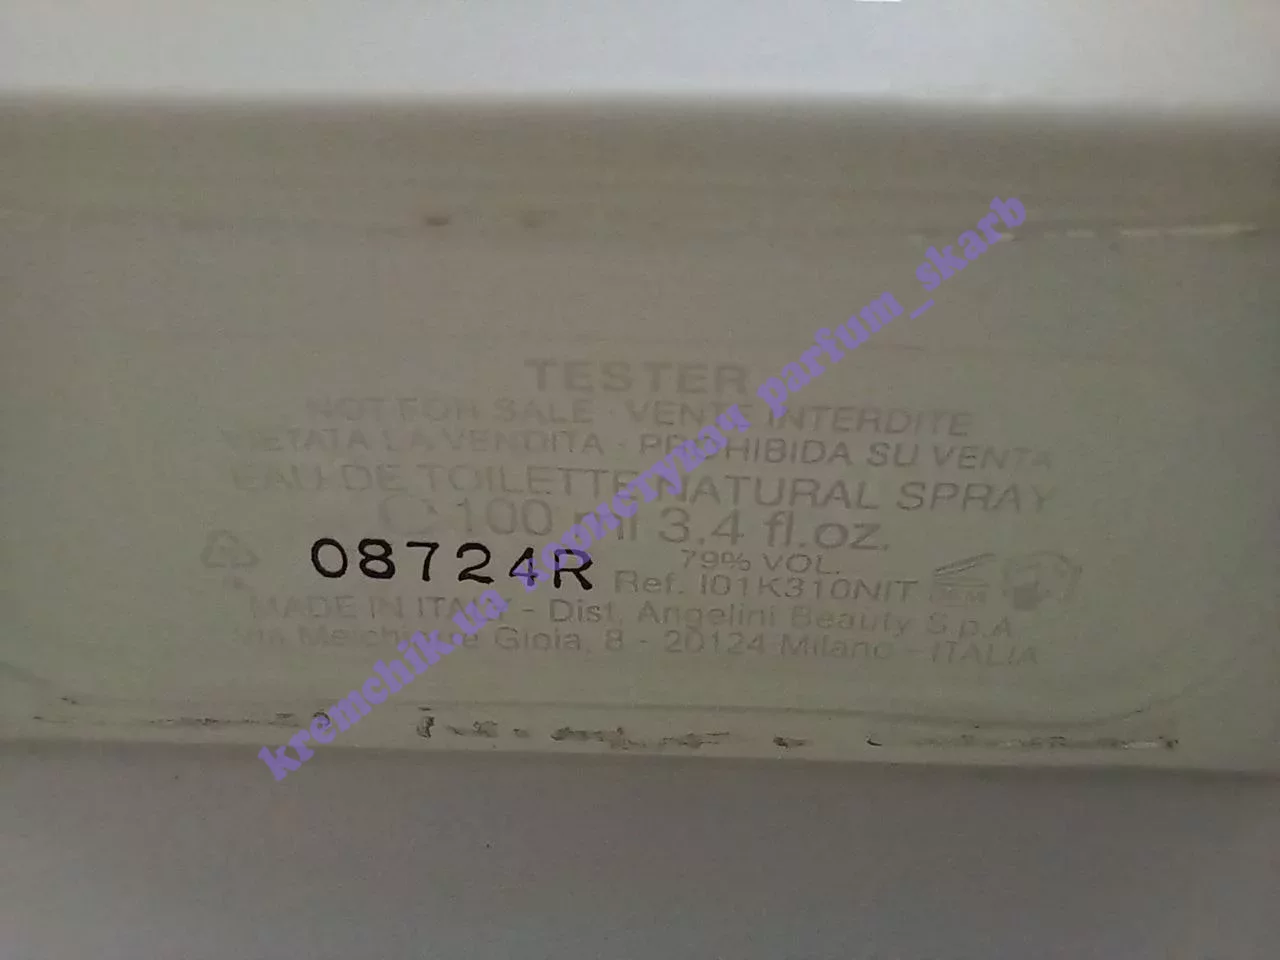 TESTER
NOT FOR SALE - VENTE INTERDITE
VIETATA LA VENDITA - PROHIBIDA SU VENTA
EAU DE TOILETTE NATURAL SPRAY
100 ml 3.4 fl.oz.
79% VOL.
08724R
Ref. I01K310NIT
MADE IN ITALY - Dist. Angelini Beauty S.p.A
Via Melchiorre Gioia, 8 - 20124 Milano - ITALIA
kremchik.ua користувач parfum_skarb